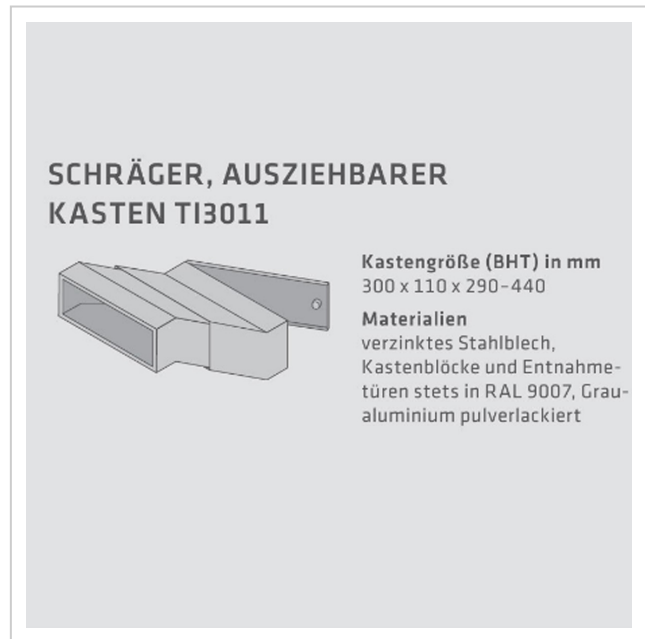 SCHRÄGER, AUSZIEHBARER
KASTEN TI3011
Kastengröße (BHT) in mm
300 x 110 x 290–440
Materialien
verzinktes Stahlblech,
Kastenblöcke und Entnahme-
türen stets in RAL 9007, Grau-
aluminium pulverlackiert